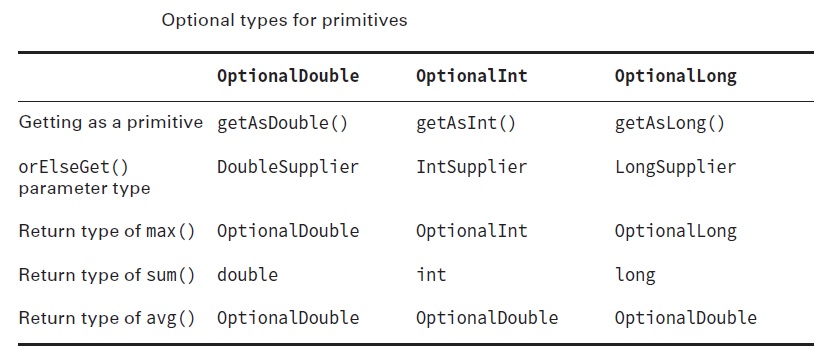 Optional types for primitives
OptionalDouble OptionalInt OptionalLong
Getting as a primitive getAsDouble() getAsInt() getAsLong()
orElseGet() DoubleSupplier IntSupplier LongSupplier
parameter type
Return type of max() OptionalDouble OptionalInt OptionalLong
Return type of sum() double int long
Return type of avg() OptionalDouble OptionalDouble OptionalDouble